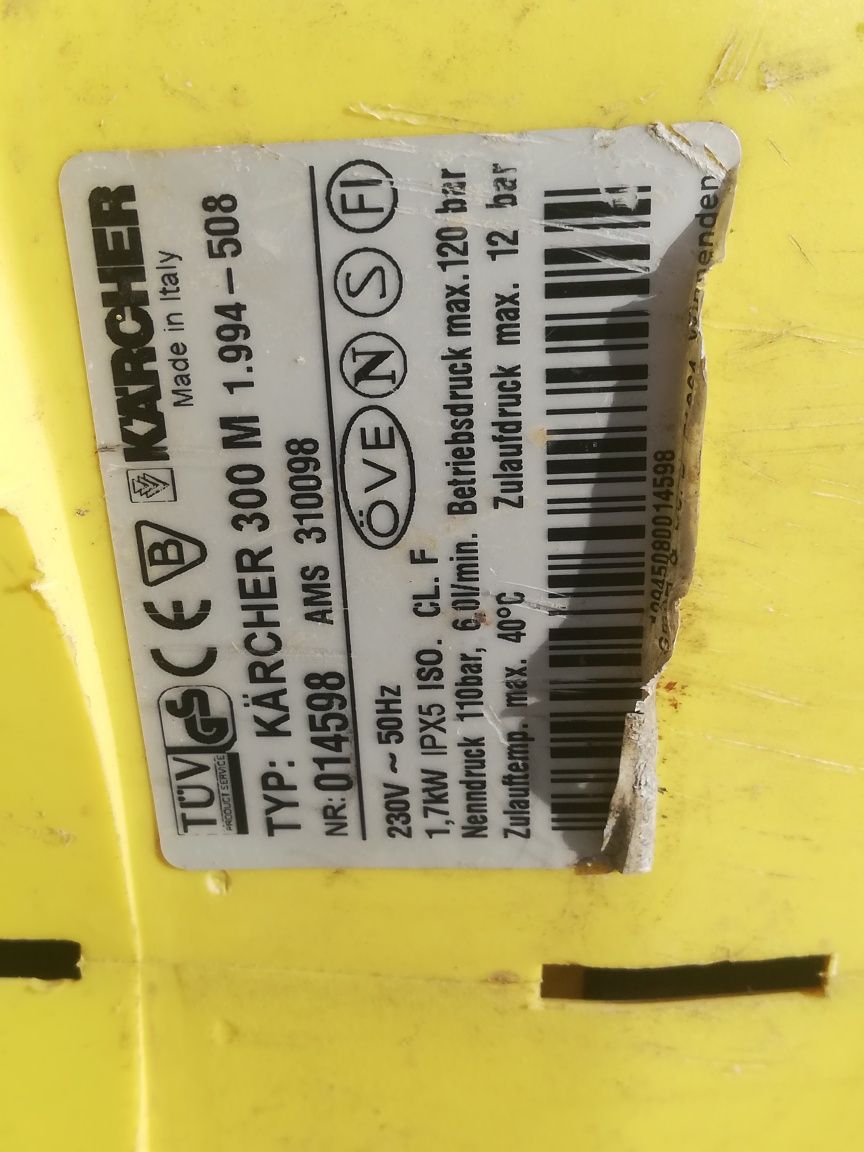 KÄRCHER
Made in Italy
TÜV GS CE B
PRODUCT SERVICE
TYP: KÄRCHER 300 M 1.994-508
NR: 014598 AMS 310098
ÖVE N S FI
230V ~ 50Hz
1,7kW IPX5 ISO. CL. F
Nenndruck 110bar, 6,0l/min. Betriebsdruck max.120 bar
Zulauftemp. max. 40°C Zulaufdruck max. 12 bar